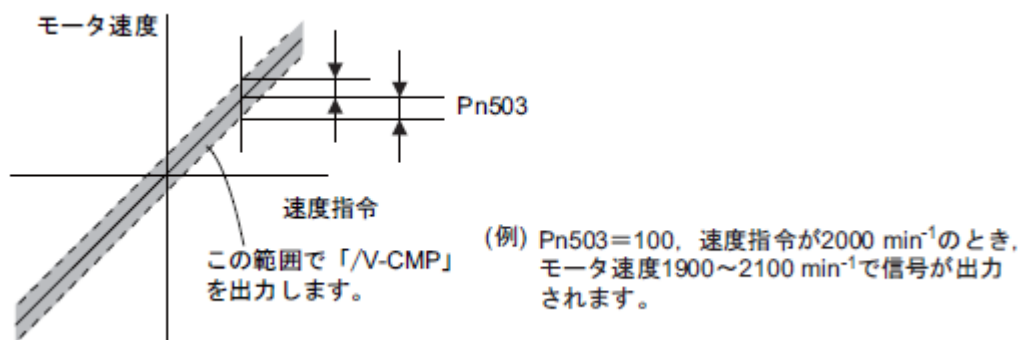 モータ速度
Pn503
速度指令
この範囲で「/V-CMP」
を出力します。
(例) Pn503＝100，速度指令が2000 min⁻¹のとき，
モータ速度1900～2100 min⁻¹で信号が出力
されます。